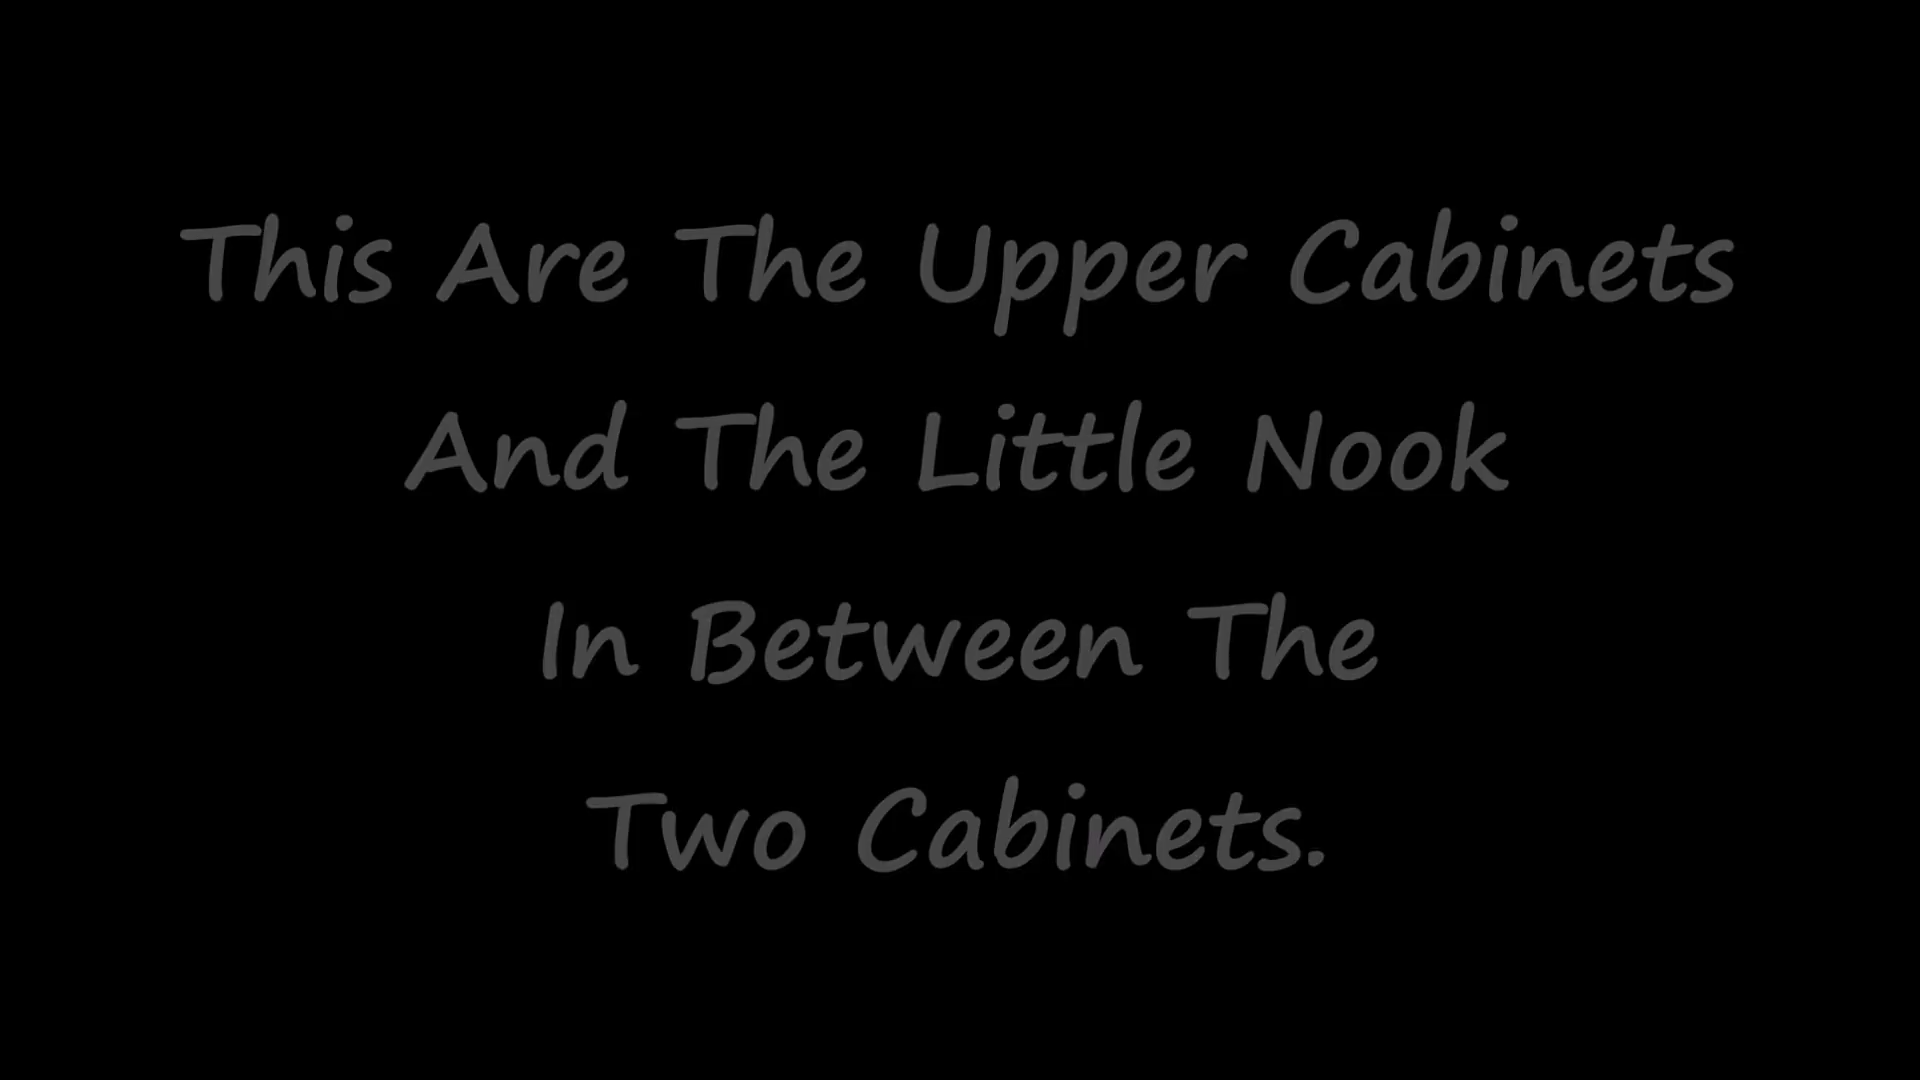 This Are The Upper Cabinets
And The Little Nook
In Between The
Two Cabinets.